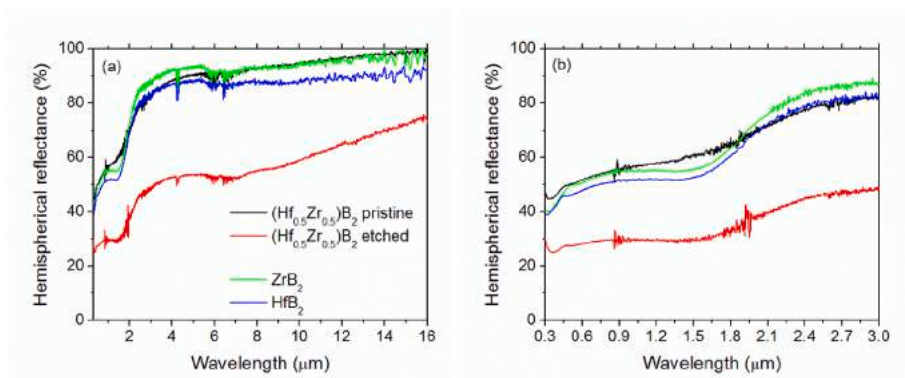 (a)
100
80
60
40
20
0
Hemispherical reflectance (%)
(Hf0.5Zr0.5)B2 pristine
(Hf0.5Zr0.5)B2 etched
ZrB2
HfB2
2 4 6 8 10 12 14 16
Wavelength (μm)
(b)
100
80
60
40
20
0
Hemispherical reflectance (%)
0.3 0.6 0.9 1.2 1.5 1.8 2.1 2.4 2.7 3.0
Wavelength (μm)